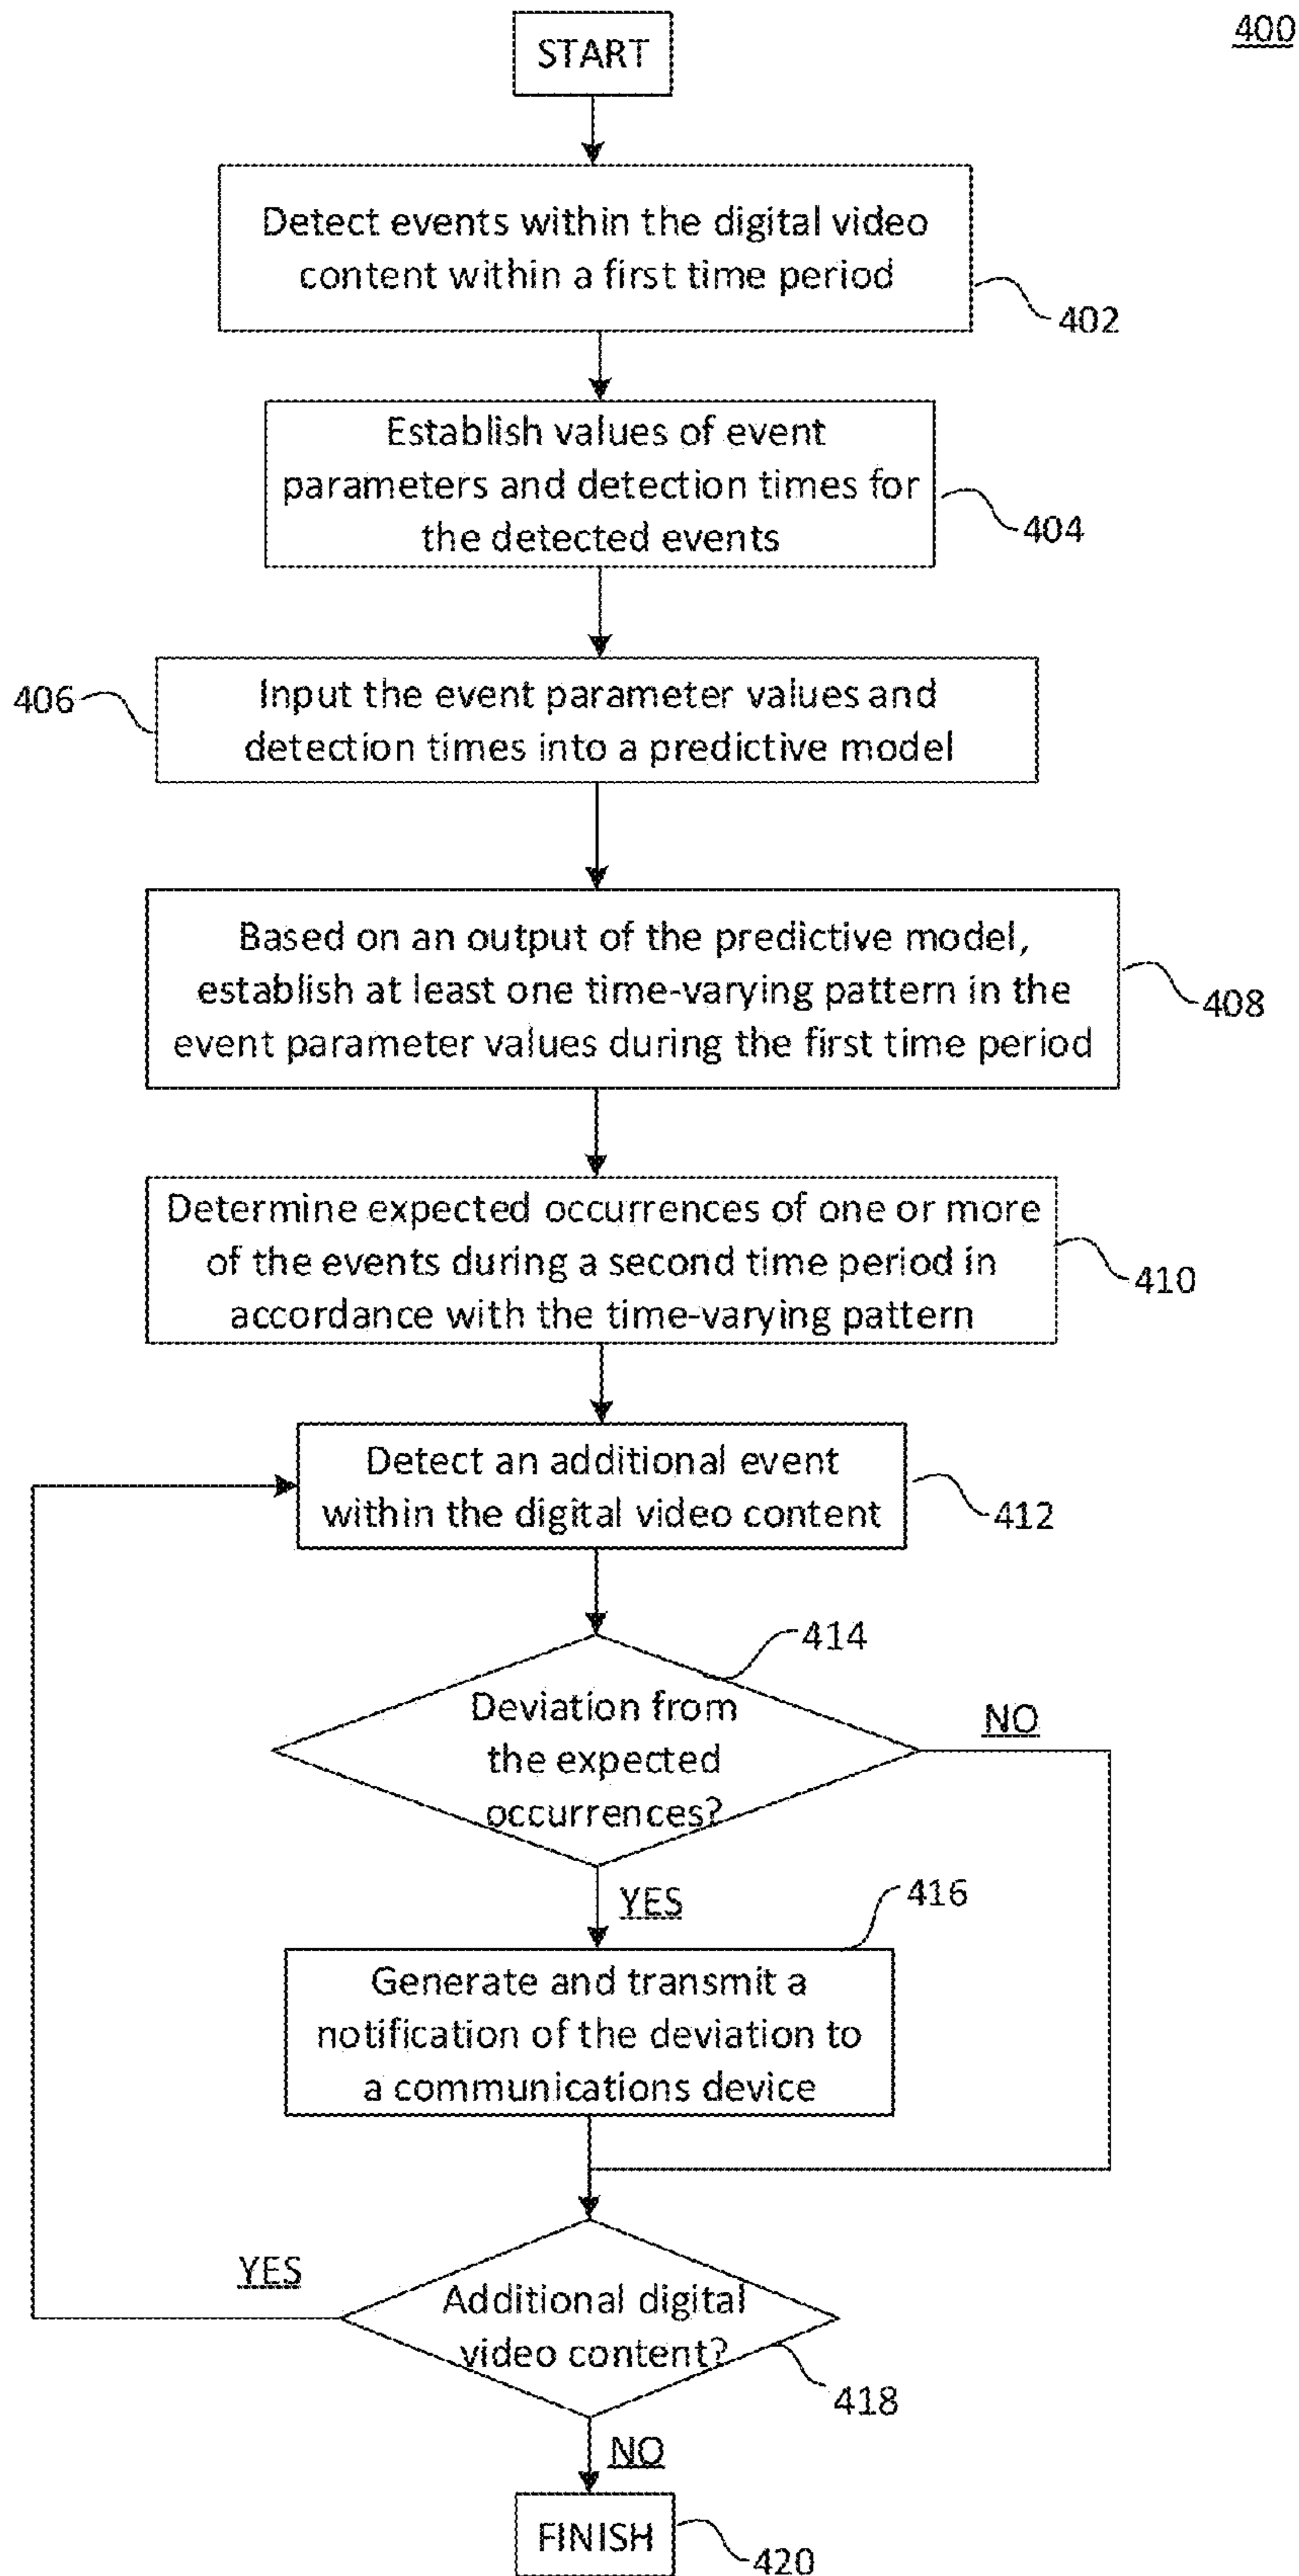 400
START
Detect events within the digital video
content within a first time period
402
Establish values of event
parameters and detection times for
the detected events
404
406
Input the event parameter values and
detection times into a predictive model
Based on an output of the predictive model,
establish at least one time-varying pattern in the
event parameter values during the first time period
408
Determine expected occurrences of one or more
of the events during a second time period in
accordance with the time-varying pattern
410
Detect an additional event
within the digital video content
412
414
Deviation from
the expected
occurrences?
NO
YES
416
Generate and transmit a
notification of the deviation to
a communications device
YES
Additional digital
video content?
418
NO
FINISH
420